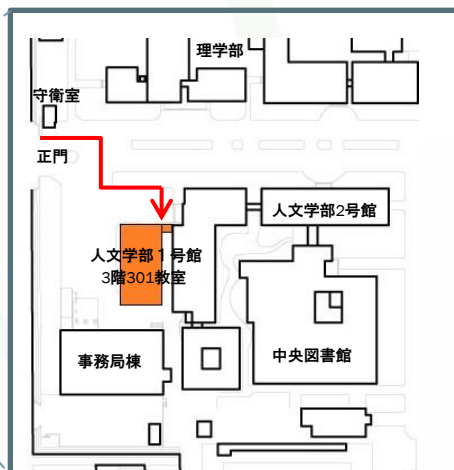 理学部
守衛室
正門
人文学部2号館
人文学部１号館
3階301教室
事務局棟
中央図書館